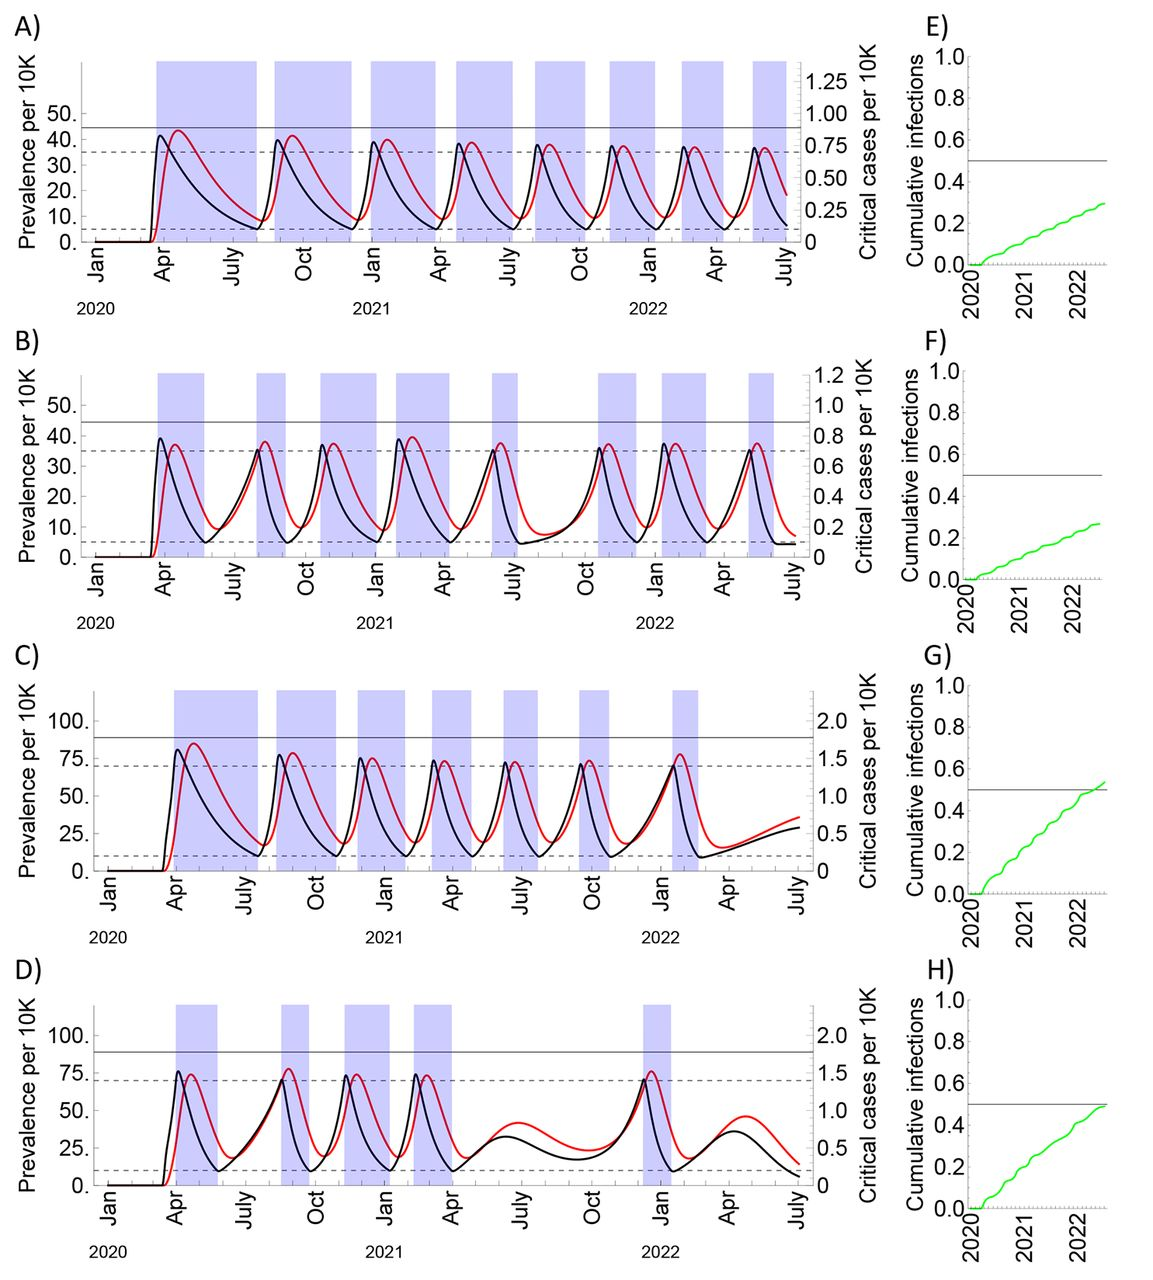 A)
Prevalence per 10K
50.
40.
30.
20.
10.
0.
Critical cases per 10K
1.25
1.00
0.75
0.50
0.25
0
Jan Apr July Oct Jan Apr July Oct Jan Apr July
2020 2021 2022
E)
Cumulative infections
1.0
0.8
0.6
0.4
0.2
0.0
2020 2021 2022
B)
Prevalence per 10K
50.
40.
30.
20.
10.
0.
Critical cases per 10K
1.2
1.0
0.8
0.6
0.4
0.2
0
Jan Apr July Oct Jan Apr July Oct Jan Apr July
2020 2021 2022
F)
Cumulative infections
1.0
0.8
0.6
0.4
0.2
0.0
2020 2021 2022
C)
Prevalence per 10K
100.
75.
50.
25.
0.
Critical cases per 10K
2.0
1.5
1.0
0.5
0
Jan Apr July Oct Jan Apr July Oct Jan Apr July
2020 2021 2022
G)
Cumulative infections
1.0
0.8
0.6
0.4
0.2
0.0
2020 2021 2022
D)
Prevalence per 10K
100.
75.
50.
25.
0.
Critical cases per 10K
2.0
1.5
1.0
0.5
0
Jan Apr July Oct Jan Apr July Oct Jan Apr July
2020 2021 2022
H)
Cumulative infections
1.0
0.8
0.6
0.4
0.2
0.0
2020 2021 2022